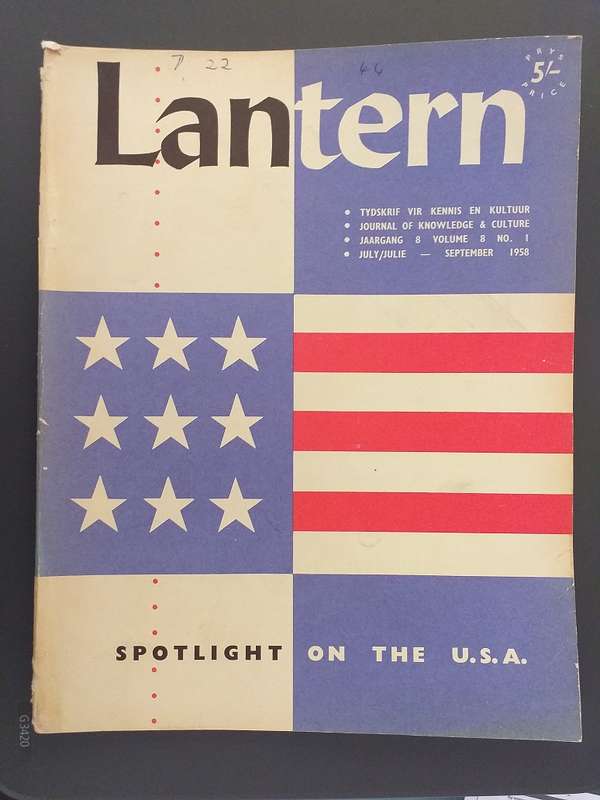 7 22 44
Lantern
PRYS
5/-
PRICE
• TYDSKRIF VIR KENNIS EN KULTUUR
• JOURNAL OF KNOWLEDGE & CULTURE
• JAARGANG 8 VOLUME 8 NO. 1
• JULY/JULIE — SEPTEMBER 1958
SPOTLIGHT ON THE U.S.A.
G3420